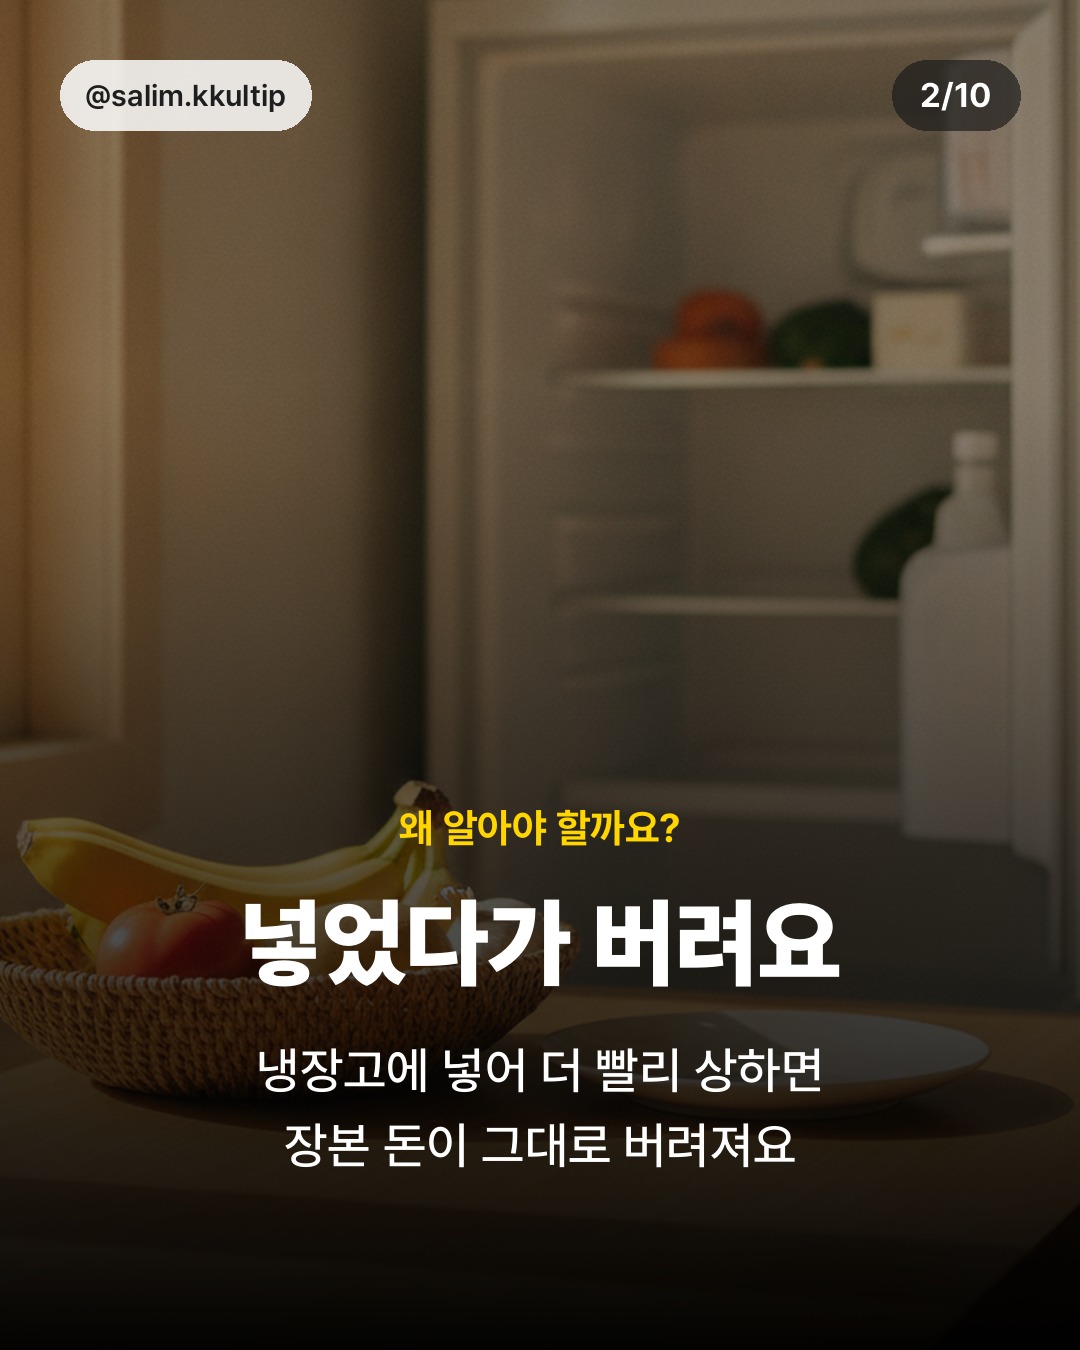 @salim.kkultip
2/10
왜 알아야 할까요?
넣었다가 버려요
냉장고에 넣어 더 빨리 상하면
장본 돈이 그대로 버려져요